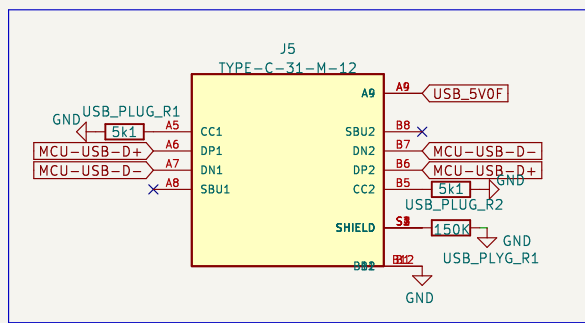 J5
TYPE-C-31-M-12
A9 A9 USB_5V0F
USB_PLUG_R1
GND 5k1 A5 CC1 SBU2 B8
MCU-USB-D+ A6 DP1 DN2 B7 MCU-USB-D-
MCU-USB-D- A7 DN1 DP2 B6 MCU-USB-D+
A8 SBU1 CC2 B5 5k1 GND
USB_PLUG_R2
SHIELD 150K GND
USB_PLYG_R1
B12
GND